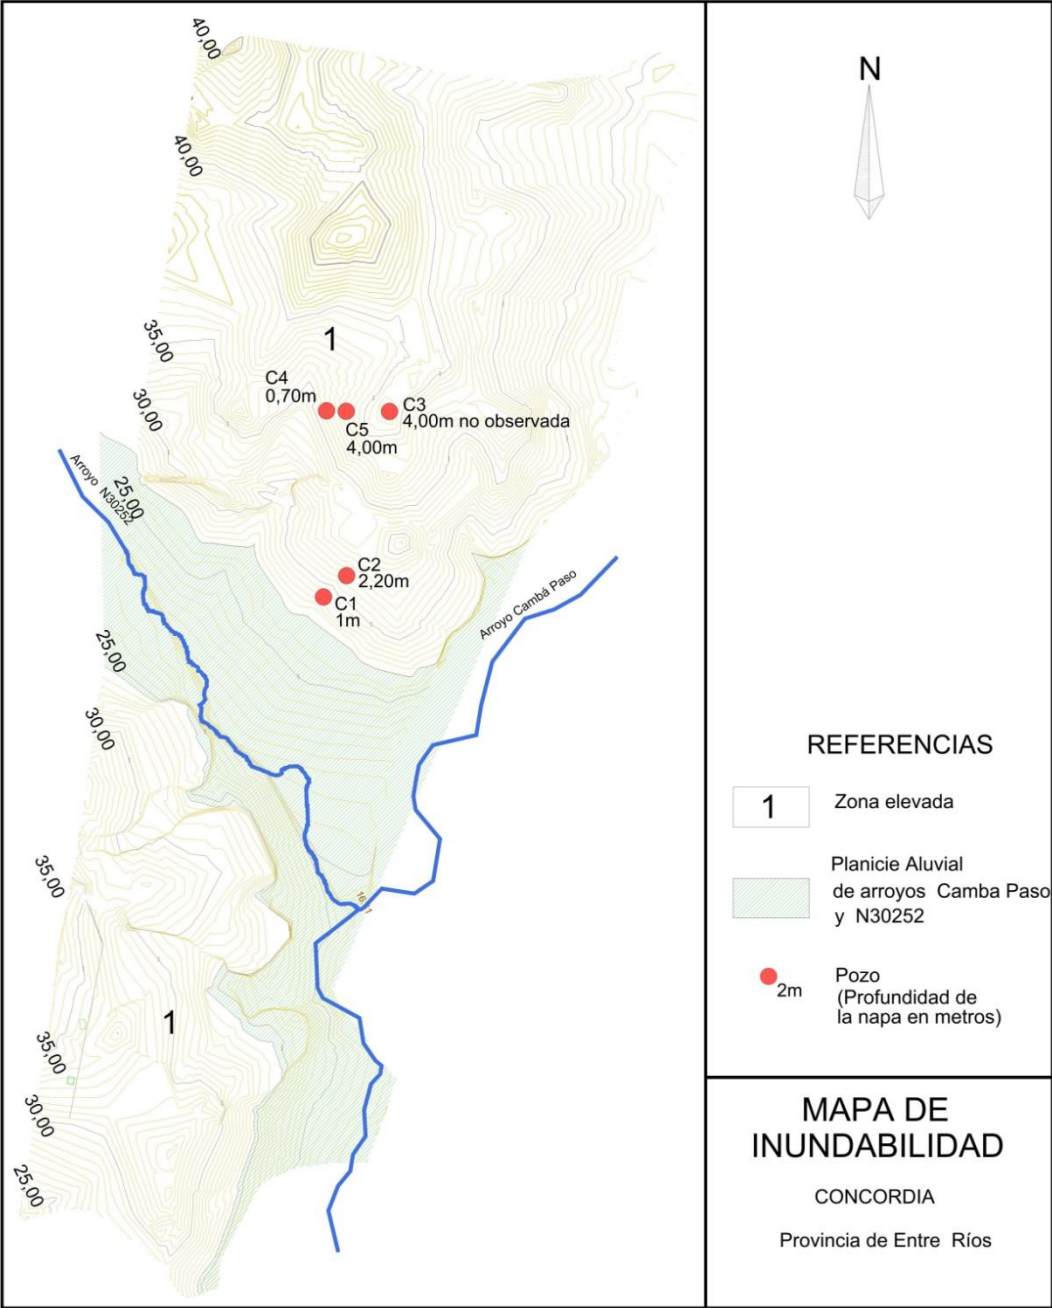 40,00
N
40,00
35,00
1
C4
0,70m
30,00
C3
4,00m no observada
C5
4,00m
Arroyo N30252
25,00
C2
2,20m
C1
1m
Arroyo Cambá Paso
25,00
30,00
35,00
1
35,00
30,00
25,00
REFERENCIAS
1
Zona elevada
Planicie Aluvial
de arroyos Camba Paso
y N30252
2m
Pozo
(Profundidad de
la napa en metros)
MAPA DE
INUNDABILIDAD
CONCORDIA
Provincia de Entre Ríos